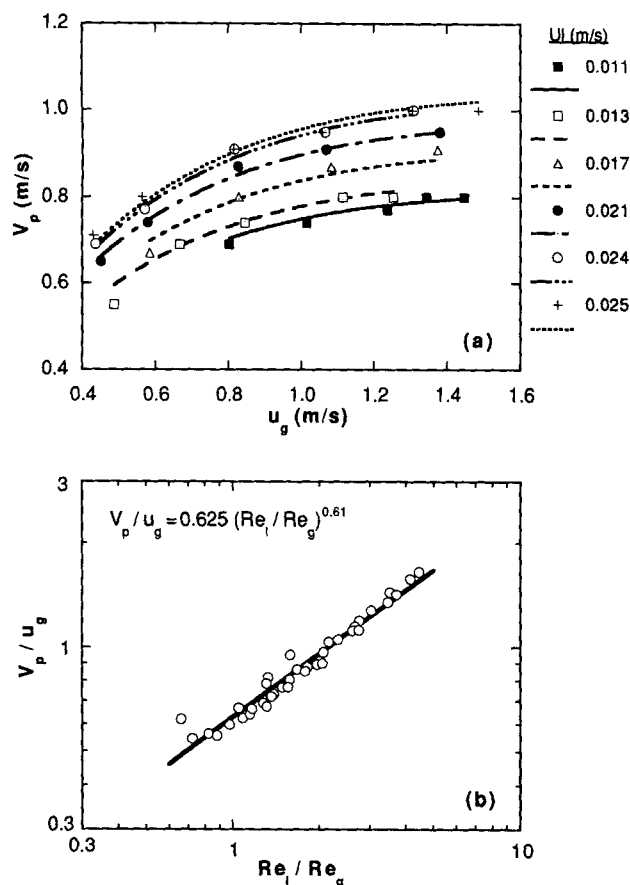 1.2
1.0
0.8
0.6
0.4
V_p (m/s)
0.4 0.6 0.8 1.0 1.2 1.4 1.6
u_g (m/s)
(a)
Ul (m/s)
0.011
0.013
0.017
0.021
0.024
0.025
3
1
0.3
V_p / u_g
V_p / u_g = 0.625 (Re_l / Re_g)^0.61
(b)
0.3 1 10
Re_l / Re_g